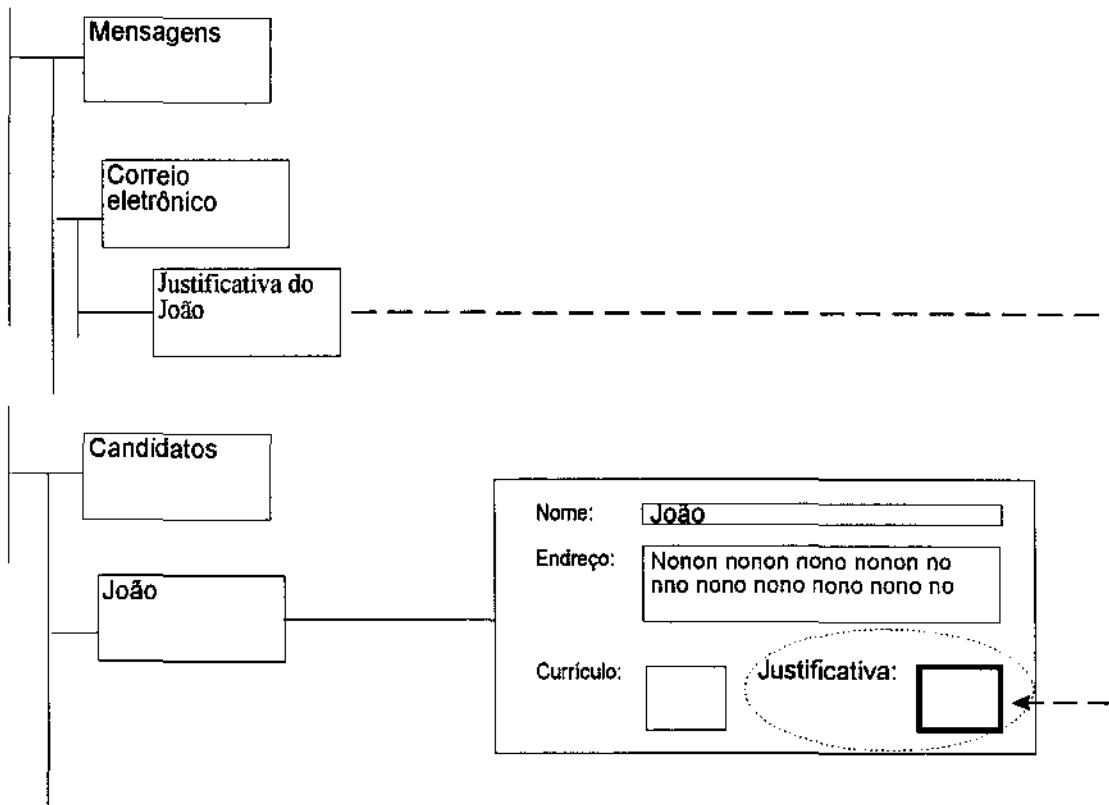 Mensagens
Correio
eletrônico
Justificativa do
João
Candidatos
João
Nome:
João
Endreço:
Nonon nonon nono nonon no
nno nono nono nono nono no
Currículo:
Justificativa: